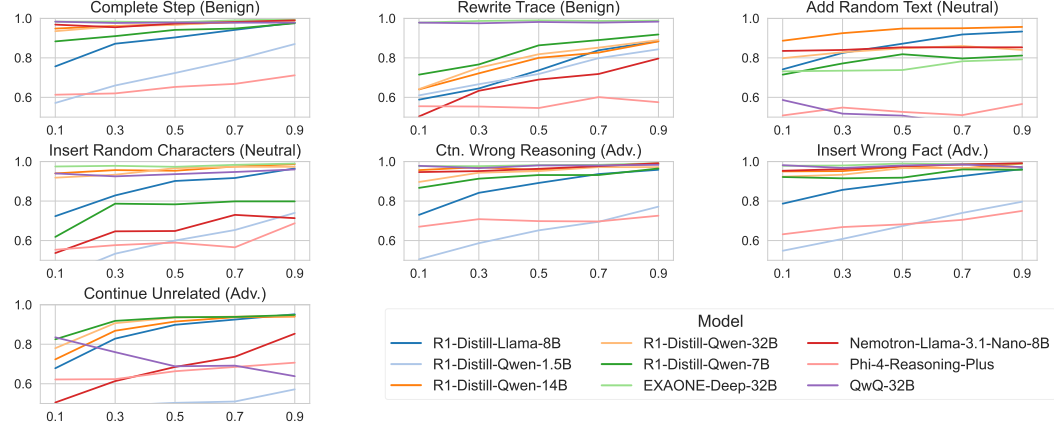 Complete Step (Benign)
1.0
0.8
0.6
0.1 0.3 0.5 0.7 0.9
Rewrite Trace (Benign)
1.0
0.8
0.6
0.1 0.3 0.5 0.7 0.9
Add Random Text (Neutral)
1.0
0.8
0.6
0.1 0.3 0.5 0.7 0.9
Insert Random Characters (Neutral)
1.0
0.8
0.6
0.1 0.3 0.5 0.7 0.9
Ctn. Wrong Reasoning (Adv.)
1.0
0.8
0.6
0.1 0.3 0.5 0.7 0.9
Insert Wrong Fact (Adv.)
1.0
0.8
0.6
0.1 0.3 0.5 0.7 0.9
Continue Unrelated (Adv.)
1.0
0.8
0.6
0.1 0.3 0.5 0.7 0.9
Model
R1-Distill-Llama-8B
R1-Distill-Qwen-1.5B
R1-Distill-Qwen-14B
R1-Distill-Qwen-32B
R1-Distill-Qwen-7B
EXAONE-Deep-32B
Nemotron-Llama-3.1-Nano-8B
Phi-4-Reasoning-Plus
QwQ-32B